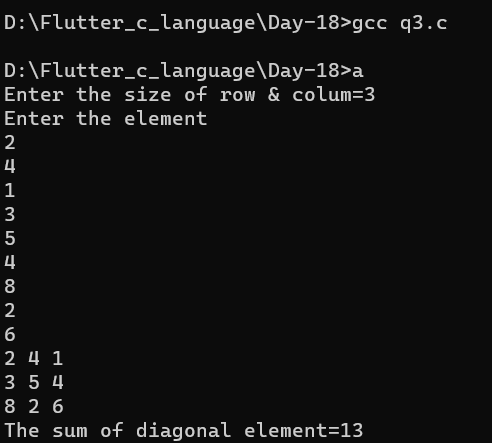 D:\Flutter_c_language\Day-18>gcc q3.c
D:\Flutter_c_language\Day-18>a
Enter the size of row & colum=3
Enter the element
2
4
1
3
5
4
8
2
6
2 4 1
3 5 4
8 2 6
The sum of diagonal element=13